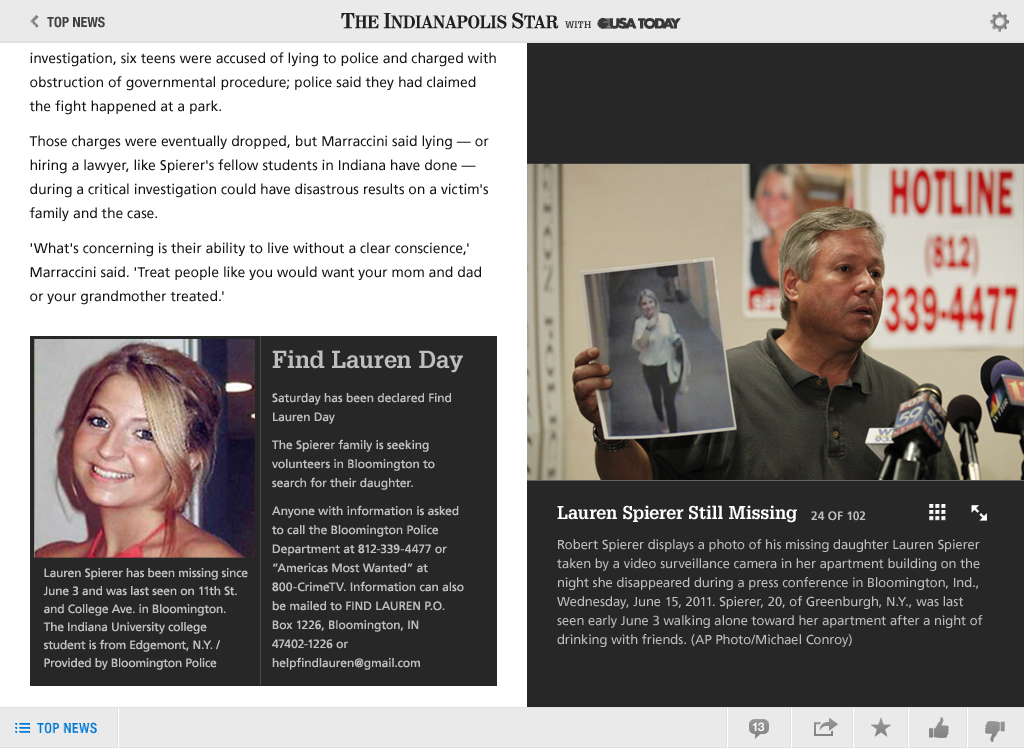 TOP NEWS
THE INDIANAPOLIS STAR WITH USA TODAY
investigation, six teens were accused of lying to police and charged with
obstruction of governmental procedure; police said they had claimed
the fight happened at a park.
Those charges were eventually dropped, but Marraccini said lying — or
hiring a lawyer, like Spierer's fellow students in Indiana have done —
during a critical investigation could have disastrous results on a victim's
family and the case.
'What's concerning is their ability to live without a clear conscience,'
Marraccini said. 'Treat people like you would want your mom and dad
or your grandmother treated.'
Lauren Spierer has been missing since
June 3 and was last seen on 11th St.
and College Ave. in Bloomington.
The Indiana University college
student is from Edgemont, N.Y. /
Provided by Bloomington Police
Find Lauren Day
Saturday has been declared Find
Lauren Day
The Spierer family is seeking
volunteers in Bloomington to
search for their daughter.
Anyone with information is asked
to call the Bloomington Police
Department at 812-339-4477 or
“Americas Most Wanted” at
800-CrimeTV. Information can also
be mailed to FIND LAUREN P.O.
Box 1226, Bloomington, IN
47402-1226 or
helpfindlauren@gmail.com
HOTLINE
(812)
339-4477
59
Lauren Spierer Still Missing 24 OF 102
Robert Spierer displays a photo of his missing daughter Lauren Spierer
taken by a video surveillance camera in her apartment building on the
night she disappeared during a press conference in Bloomington, Ind.,
Wednesday, June 15, 2011. Spierer, 20, of Greenburgh, N.Y., was last
seen early June 3 walking alone toward her apartment after a night of
drinking with friends. (AP Photo/Michael Conroy)
TOP NEWS
13